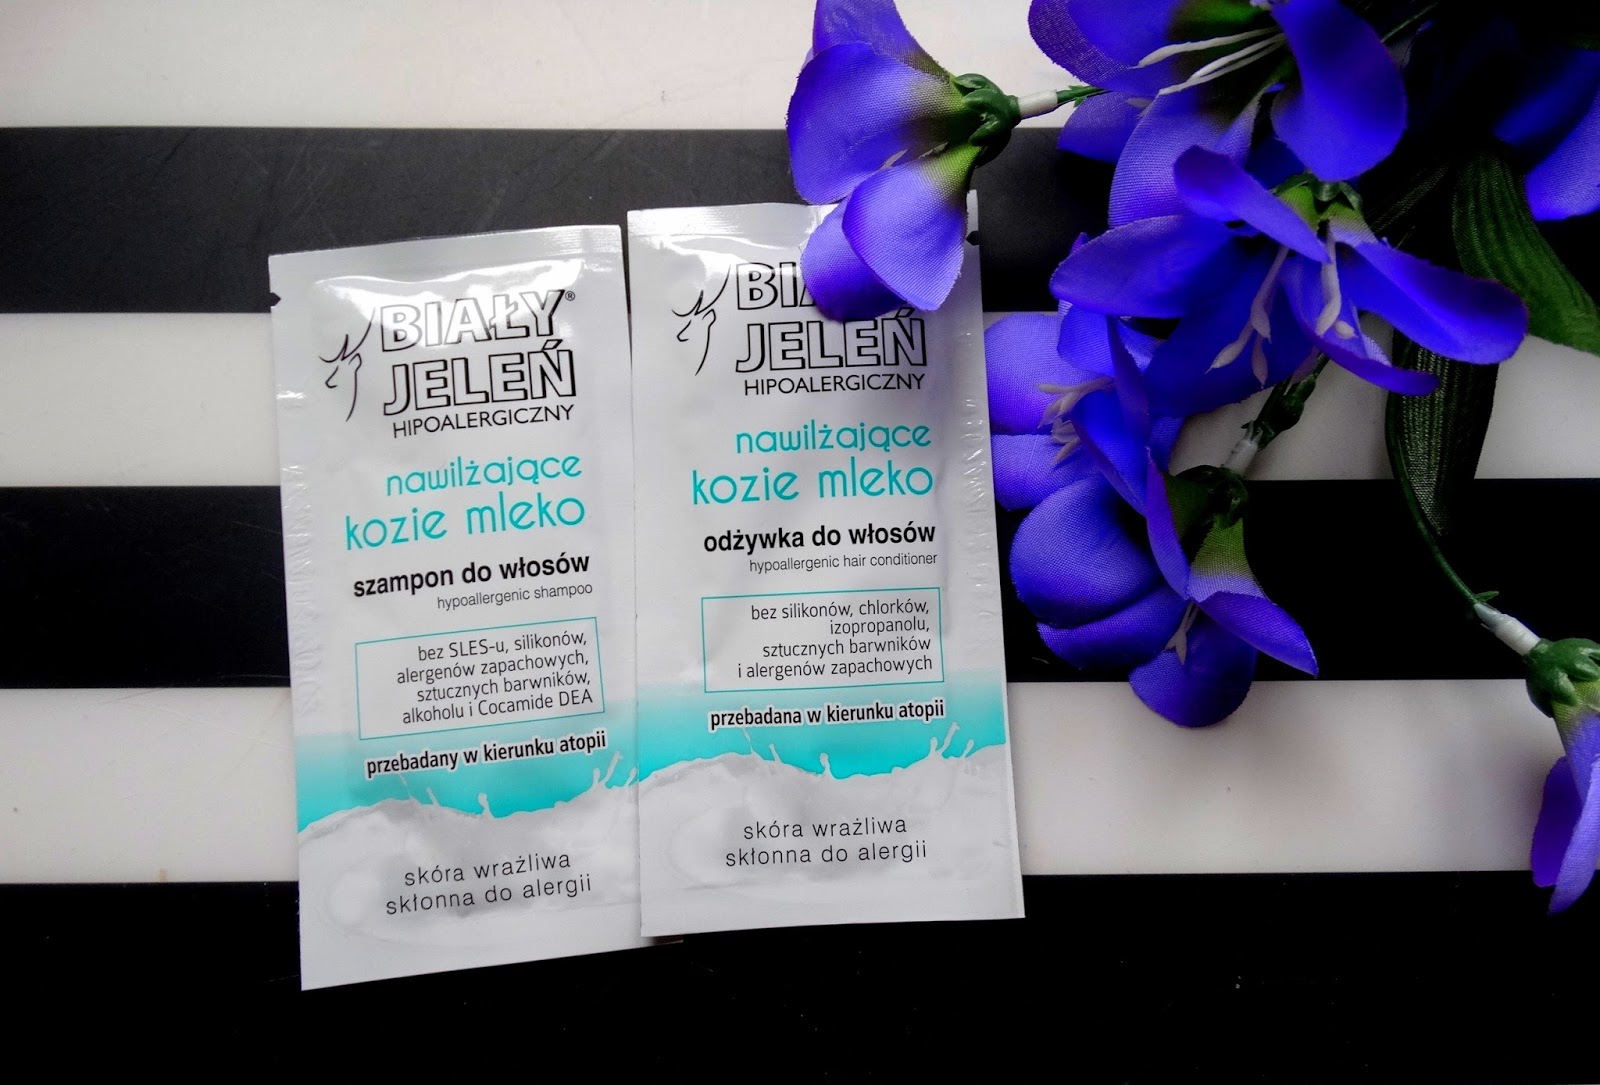 BIAŁY®
JELEŃ
HIPOALERGICZNY
nawilżające
kozie mleko
szampon do włosów
hypoallergenic shampoo
bez SLES-u, silikonów,
alergenów zapachowych,
sztucznych barwników,
alkoholu i Cocamide DEA
przebadany w kierunku atopii
skóra wrażliwa
skłonna do alergii
JELEŃ
HIPOALERGICZNY
nawilżające
kozie mleko
odżywka do włosów
hypoallergenic hair conditioner
bez silikonów, chlorków,
izopropanolu,
sztucznych barwników
i alergenów zapachowych
przebadana w kierunku atopii
skóra wrażliwa
skłonna do alergii